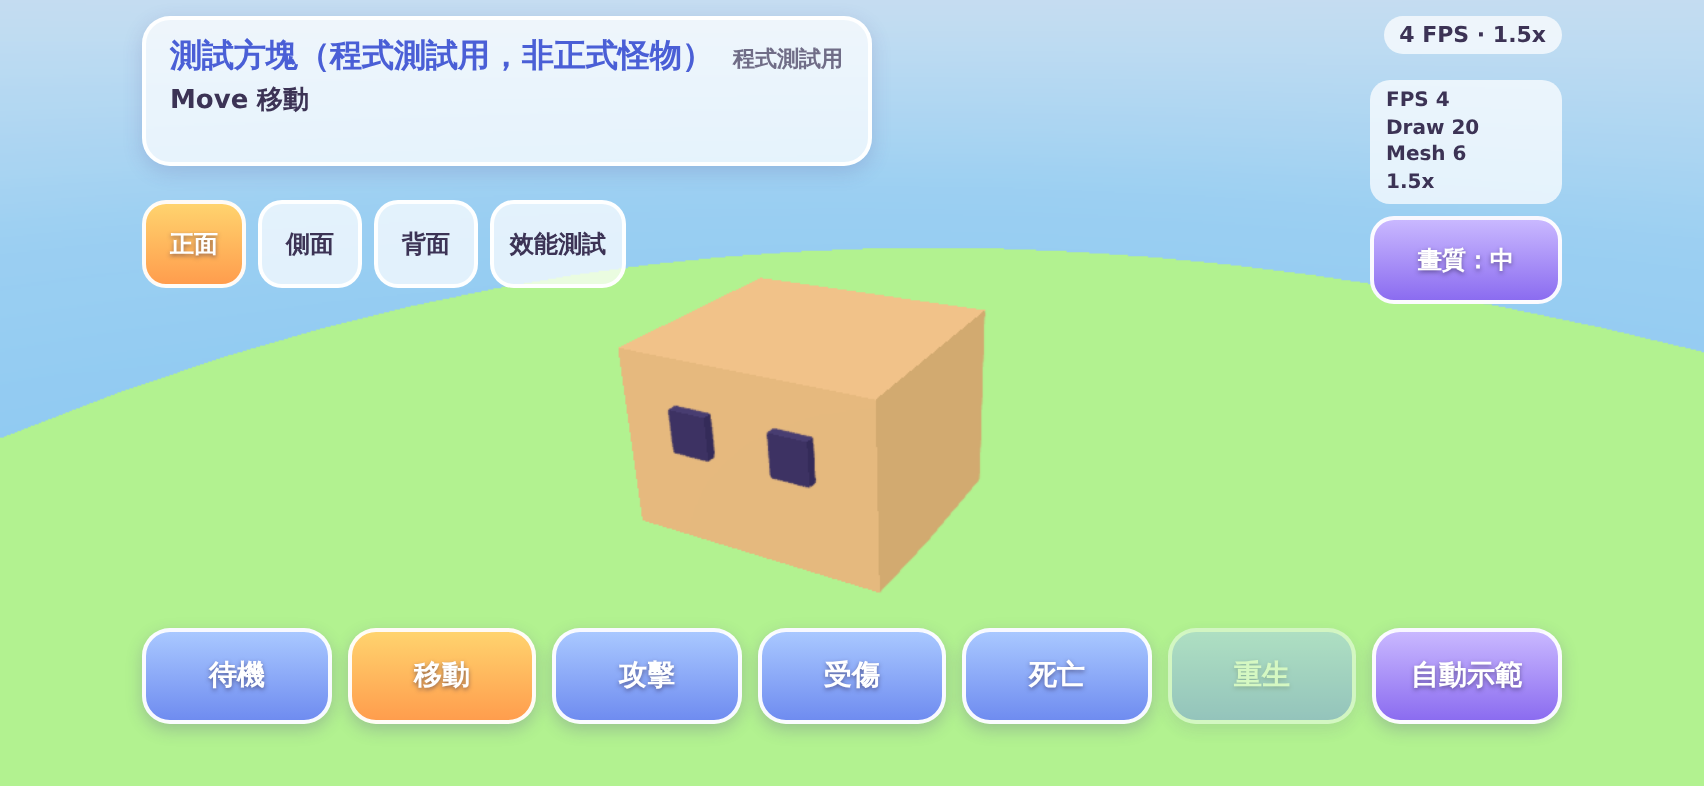 測試方塊（程式測試用，非正式怪物） 程式測試用
Move 移動
4 FPS · 1.5x
FPS 4
Draw 20
Mesh 6
1.5x
正面
側面
背面
效能測試
畫質：中
待機
移動
攻擊
受傷
死亡
重生
自動示範